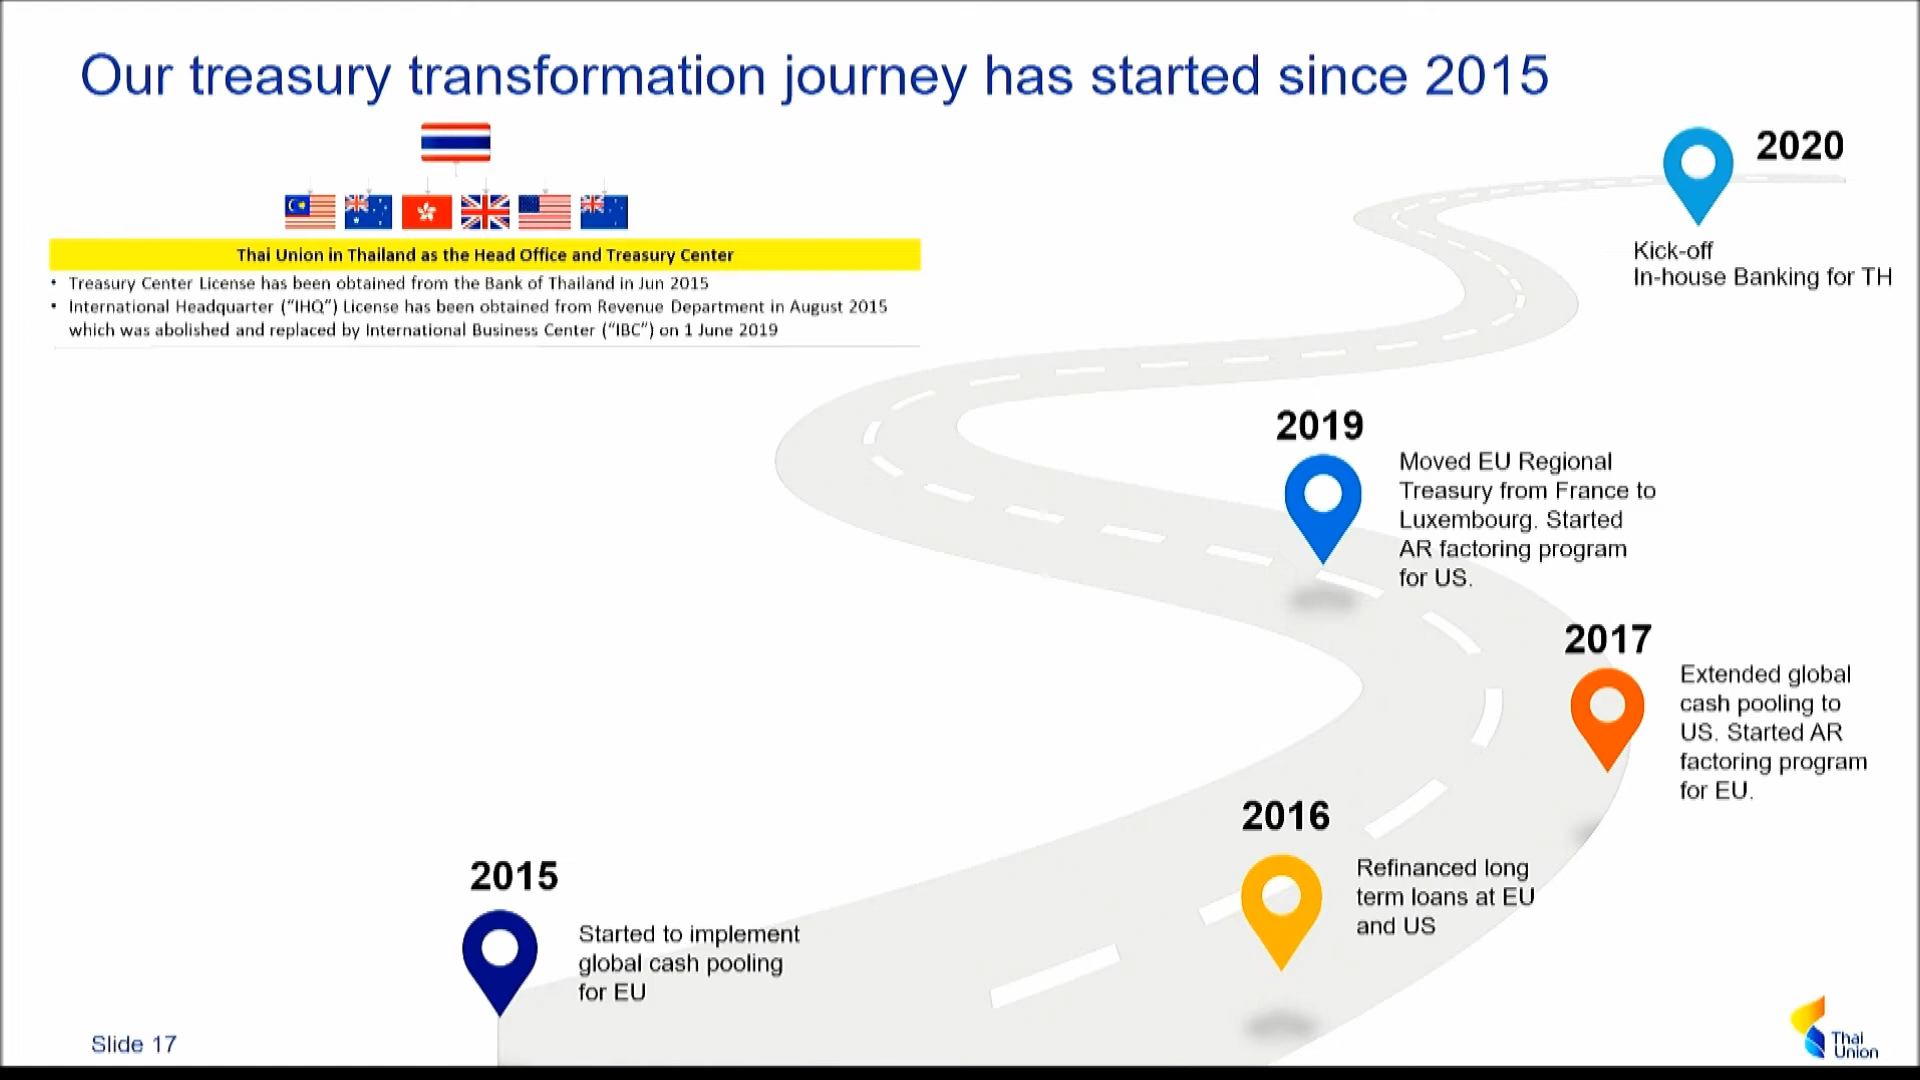 Our treasury transformation journey has started since 2015
Thai Union in Thailand as the Head Office and Treasury Center
• Treasury Center License has been obtained from the Bank of Thailand in Jun 2015
• International Headquarter (“IHQ”) License has been obtained from Revenue Department in August 2015
which was abolished and replaced by International Business Center (“IBC”) on 1 June 2019
2020
Kick-off
In-house Banking for TH
2019
Moved EU Regional
Treasury from France to
Luxembourg. Started
AR factoring program
for US.
2017
Extended global
cash pooling to
US. Started AR
factoring program
for EU.
2016
Refinanced long
term loans at EU
and US
2015
Started to implement
global cash pooling
for EU
Slide 17
Thai
Union